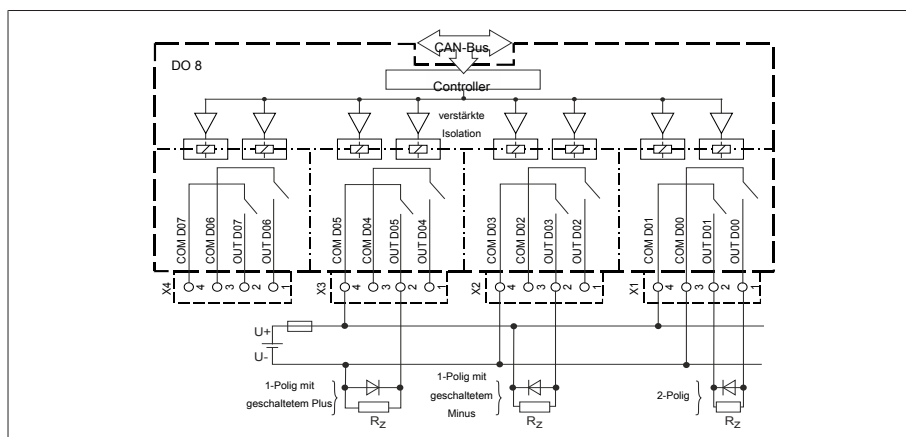 CAN-Bus
DO 8
Controller
verstärkte
Isolation
COM D07
COM D06
OUT D07
OUT D06
COM D05
COM D04
OUT D05
OUT D04
COM D03
COM D02
OUT D03
OUT D02
COM D01
COM D00
OUT D01
OUT D00
X4
4
3
2
1
X3
4
3
2
1
X2
4
3
2
1
X1
4
3
2
1
U+
U-
1-Polig mit
geschaltetem Plus
RZ
1-Polig mit
geschaltetem
Minus
RZ
2-Polig
RZ